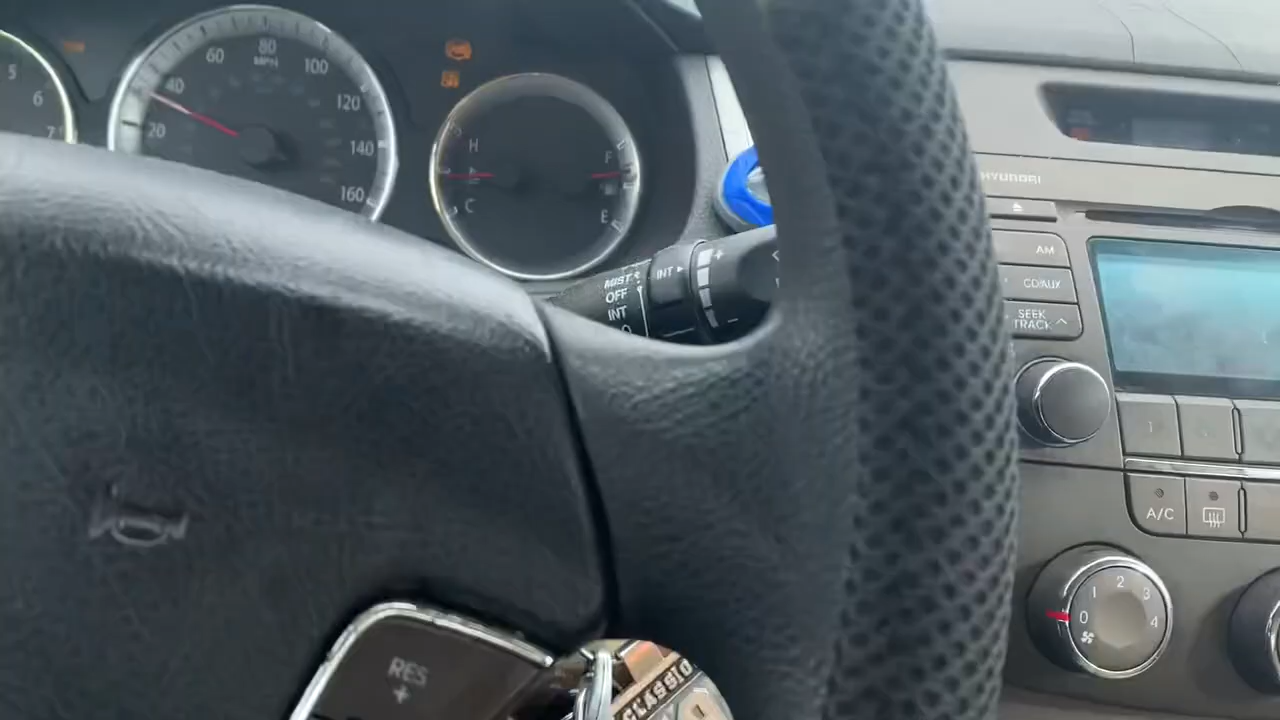 5
6
7
20
40
60
80
MPH
100
120
140
160
H
C
F
E
MIST
OFF
INT
INT
+
-
HYUNDAI
AM
CD/AUX
SEEK
TRACK
1
A/C
0
1
2
3
4
RES
+
CLASSIC